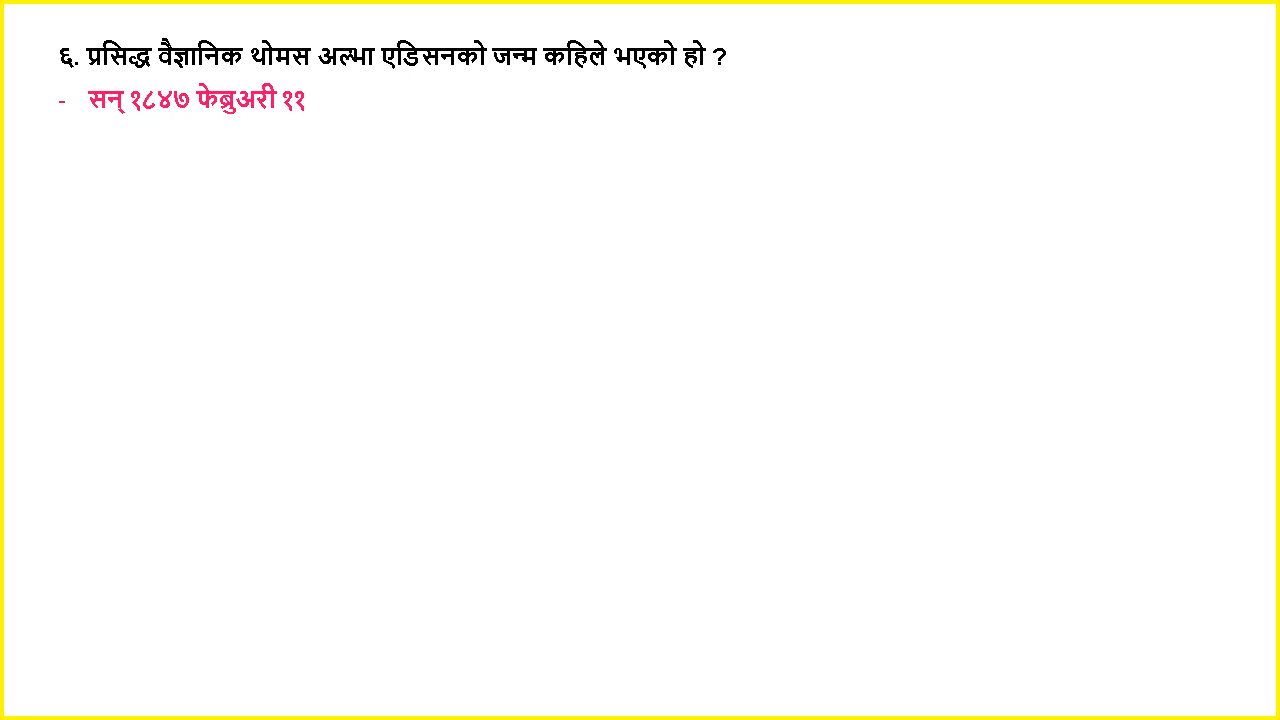 ६. प्रसिद्ध वैज्ञानिक थोमस अल्भा एडिसनको जन्म कहिले भएको हो ?
- सन् १८४७ फेब्रुअरी ११